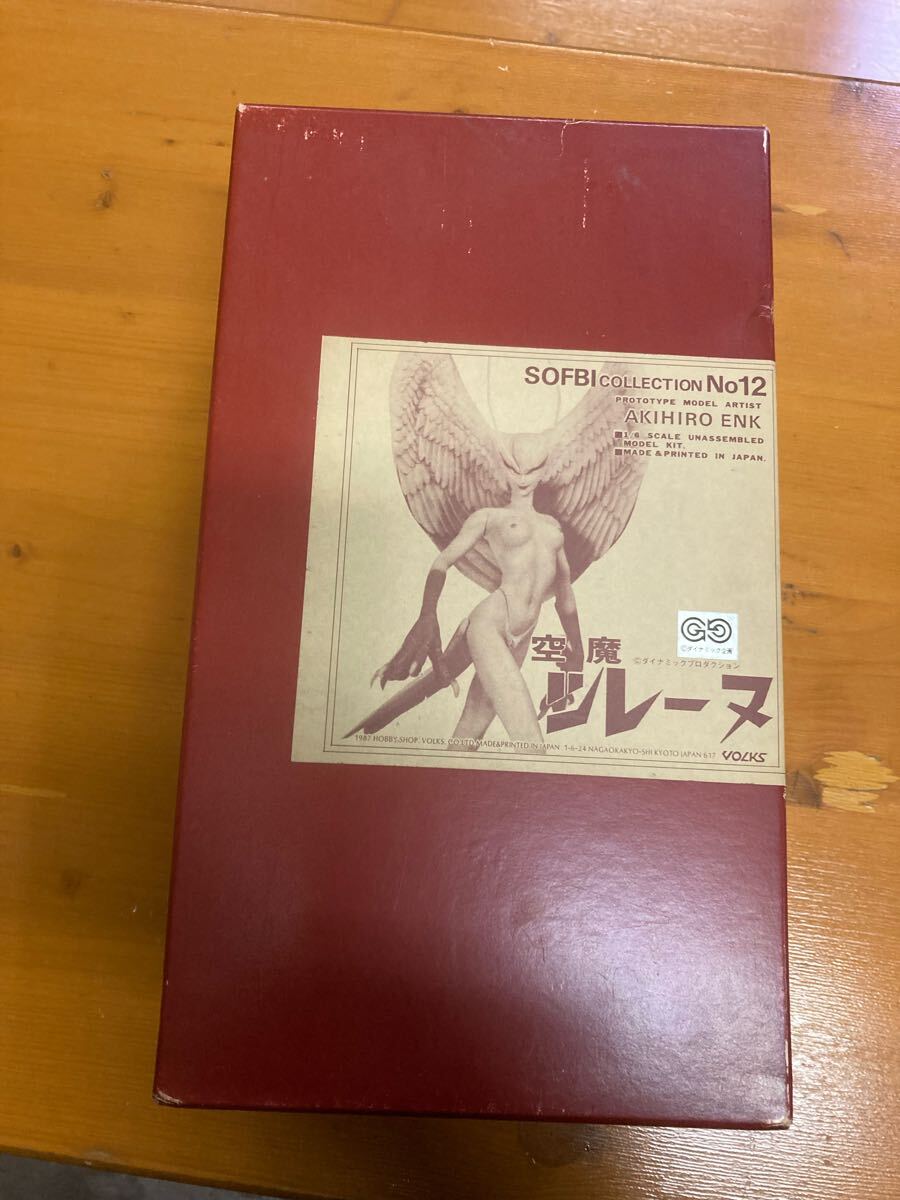 SOFBI COLLECTION No12
PROTOTYPE MODEL ARTIST
AKIHIRO ENK
■1/6 SCALE UNASSEMBLED
MODEL KIT.
■MADE & PRINTED IN JAPAN.
©ダイナミック企画
空魔
©ダイナミックプロダクション
シレーヌ
1987 HOBBY SHOP. VOLKS. CO LTD MADE&PRINTED IN JAPAN 1-6-24 NAGAOKAKYO-SHI KYOTO JAPAN 617
VOLKS